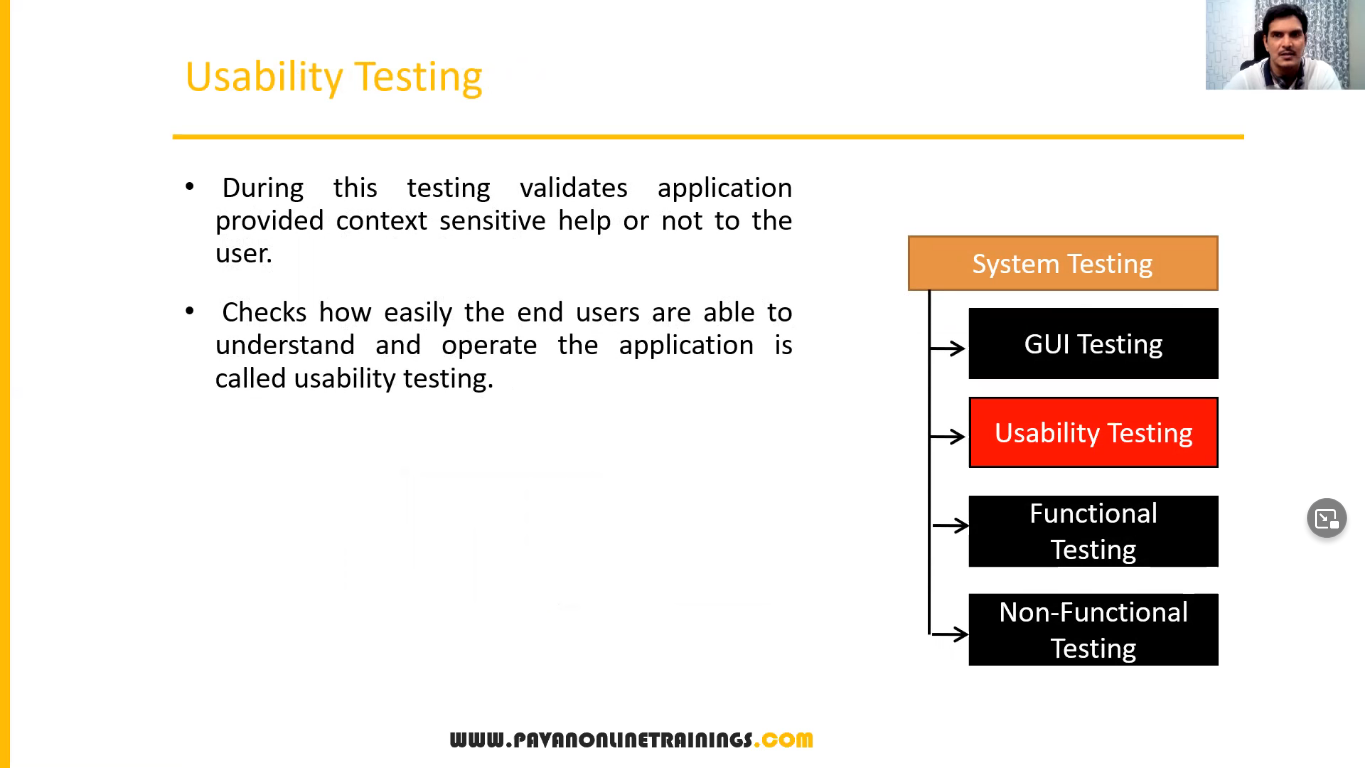 Usability Testing
• During this testing validates application
provided context sensitive help or not to the
user.
• Checks how easily the end users are able to
understand and operate the application is
called usability testing.
System Testing
GUI Testing
Usability Testing
Functional
Testing
Non-Functional
Testing
WWW.PAVANONLINETRAININGS.COM